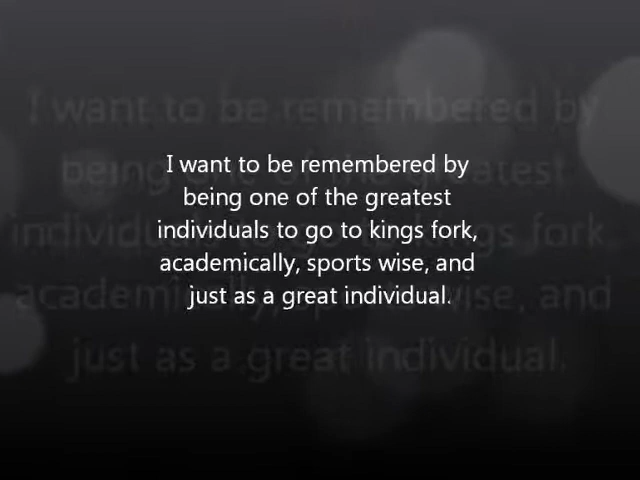 I want to be remembered by
being one of the greatest
individuals to go to kings fork,
academically, sports wise, and
just as a great individual.